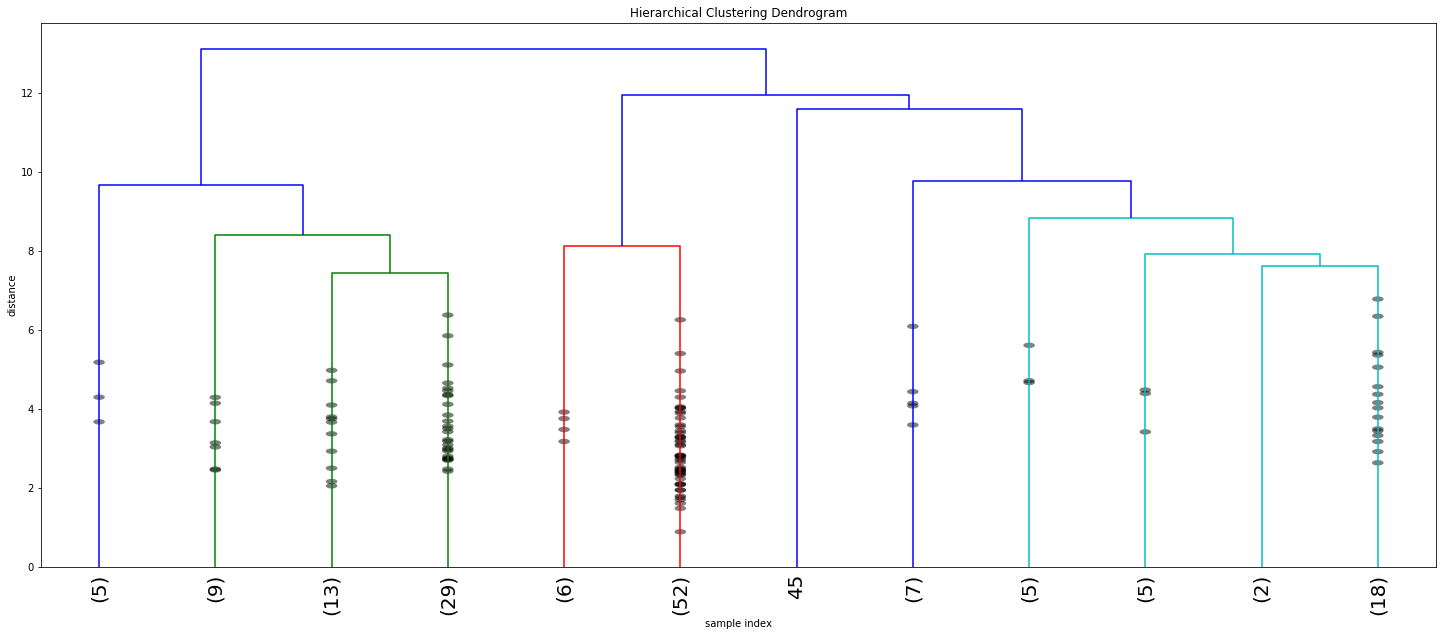 Hierarchical Clustering Dendrogram
distance
12
10
8
6
4
2
0
(5) (9) (13) (29) (6) (52) 45 (7) (5) (5) (2) (18)
sample index